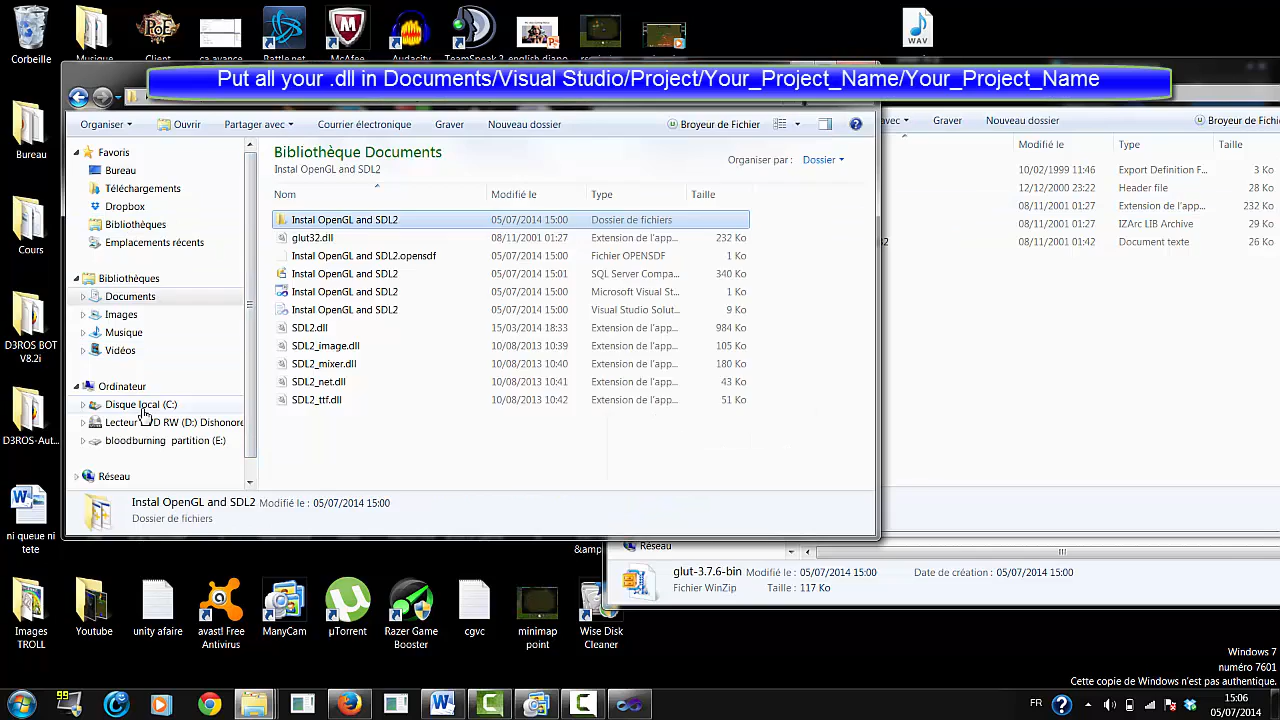 Corbeille
Musique
Client
ca avance
Battle.net
McAfee
Audacity
TeamSpeak 3
english diapo
WAV
Put all your .dll in Documents/Visual Studio/Project/Your_Project_Name/Your_Project_Name
Organiser
Ouvrir
Partager avec
Courrier électronique
Graver
Nouveau dossier
Broyeur de Fichier
avec
Graver
Nouveau dossier
Broyeur de Fichi
Favoris
Bureau
Téléchargements
Dropbox
Bibliothèques
Emplacements récents
Bibliothèques
Documents
Images
Musique
Vidéos
Ordinateur
Disque local (C:)
Lecteur DVD RW (D:) Dishonore
bloodburning partition (E:)
Réseau
Bibliothèque Documents
Instal OpenGL and SDL2
Organiser par : Dossier
Nom Modifié le Type Taille
Instal OpenGL and SDL2 05/07/2014 15:00 Dossier de fichiers
glut32.dll 08/11/2001 01:27 Extension de l'app... 232 Ko
Instal OpenGL and SDL2.opensdf 05/07/2014 15:00 Fichier OPENSDF 1 Ko
Instal OpenGL and SDL2 05/07/2014 15:01 SQL Server Compa... 340 Ko
Instal OpenGL and SDL2 05/07/2014 15:00 Microsoft Visual St... 1 Ko
Instal OpenGL and SDL2 05/07/2014 15:00 Visual Studio Solut... 9 Ko
SDL2.dll 15/03/2014 18:33 Extension de l'app... 984 Ko
SDL2_image.dll 10/08/2013 10:39 Extension de l'app... 105 Ko
SDL2_mixer.dll 10/08/2013 10:40 Extension de l'app... 180 Ko
SDL2_net.dll 10/08/2013 10:41 Extension de l'app... 43 Ko
SDL2_ttf.dll 10/08/2013 10:42 Extension de l'app... 51 Ko
Instal OpenGL and SDL2 Modifié le : 05/07/2014 15:00
Dossier de fichiers
Modifié le Type Taille
10/02/1999 11:46 Export Definition F... 3 Ko
12/12/2000 23:22 Header file 28 Ko
08/11/2001 01:27 Extension de l'app... 232 Ko
08/11/2001 01:27 IZArc LIB Archive 29 Ko
08/11/2001 01:42 Document texte 26 Ko
Réseau
glut-3.7.6-bin Modifié le : 05/07/2014 15:00 Date de création : 05/07/2014 15:00
Fichier WinZip Taille : 117 Ko
Bureau
Cours
D3ROS BOT
V8.2i
D3ROS-Aut...
ni queue ni
tete
&amp
Images
TROLL
Youtube
unity afaire
avast! Free
Antivirus
ManyCam
µTorrent
Razer Game
Booster
cgvc
minimap
point
Wise Disk
Cleaner
Windows 7
numéro 7601
Cette copie de Windows n'est pas authentique.
99
FR
15:06
05/07/2014